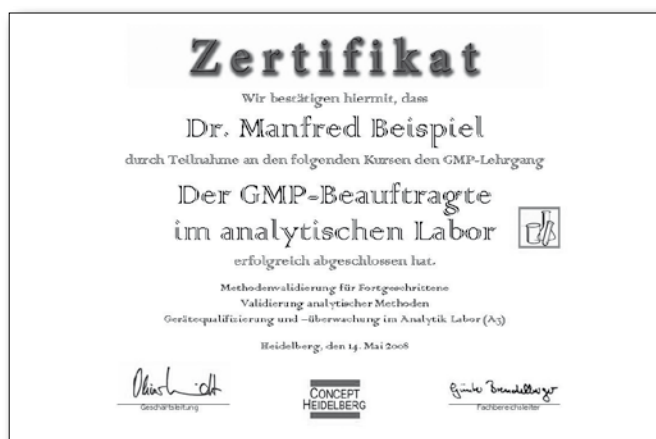 Zertifikat
Wir bestätigen hiermit, dass
Dr. Manfred Beispiel
durch Teilnahme an den folgenden Kursen den GMP-Lehrgang
Der GMP-Beauftragte
im analytischen Labor
erfolgreich abgeschlossen hat.
Methodenvalidierung für Fortgeschrittene
Validierung analytischer Methoden
Gerätequalifizierung und –überwachung im Analytik Labor (A3)
Heidelberg, den 14. Mai 2008
Geschäftsleitung
CONCEPT
HEIDELBERG
Günter Brendelberger
Fachbereichsleiter